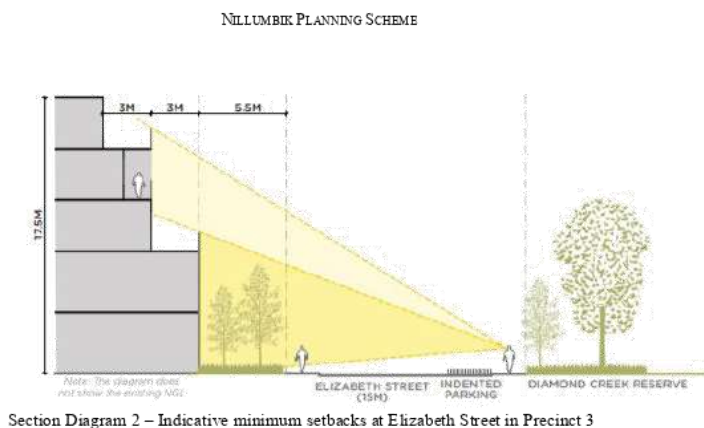 NILLUMBIK PLANNING SCHEME
3M 3M 5.5M
17.5M
Note: The diagram does
not show the existing NGL
ELIZABETH STREET
(15M)
INDENTED
PARKING
DIAMOND CREEK RESERVE
Section Diagram 2 – Indicative minimum setbacks at Elizabeth Street in Precinct 3